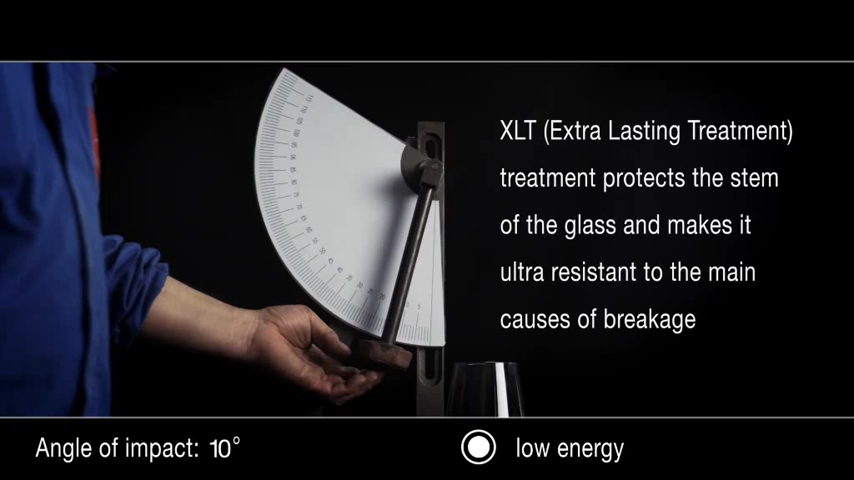 XLT (Extra Lasting Treatment)
treatment protects the stem
of the glass and makes it
ultra resistant to the main
causes of breakage
Angle of impact: 10°
low energy